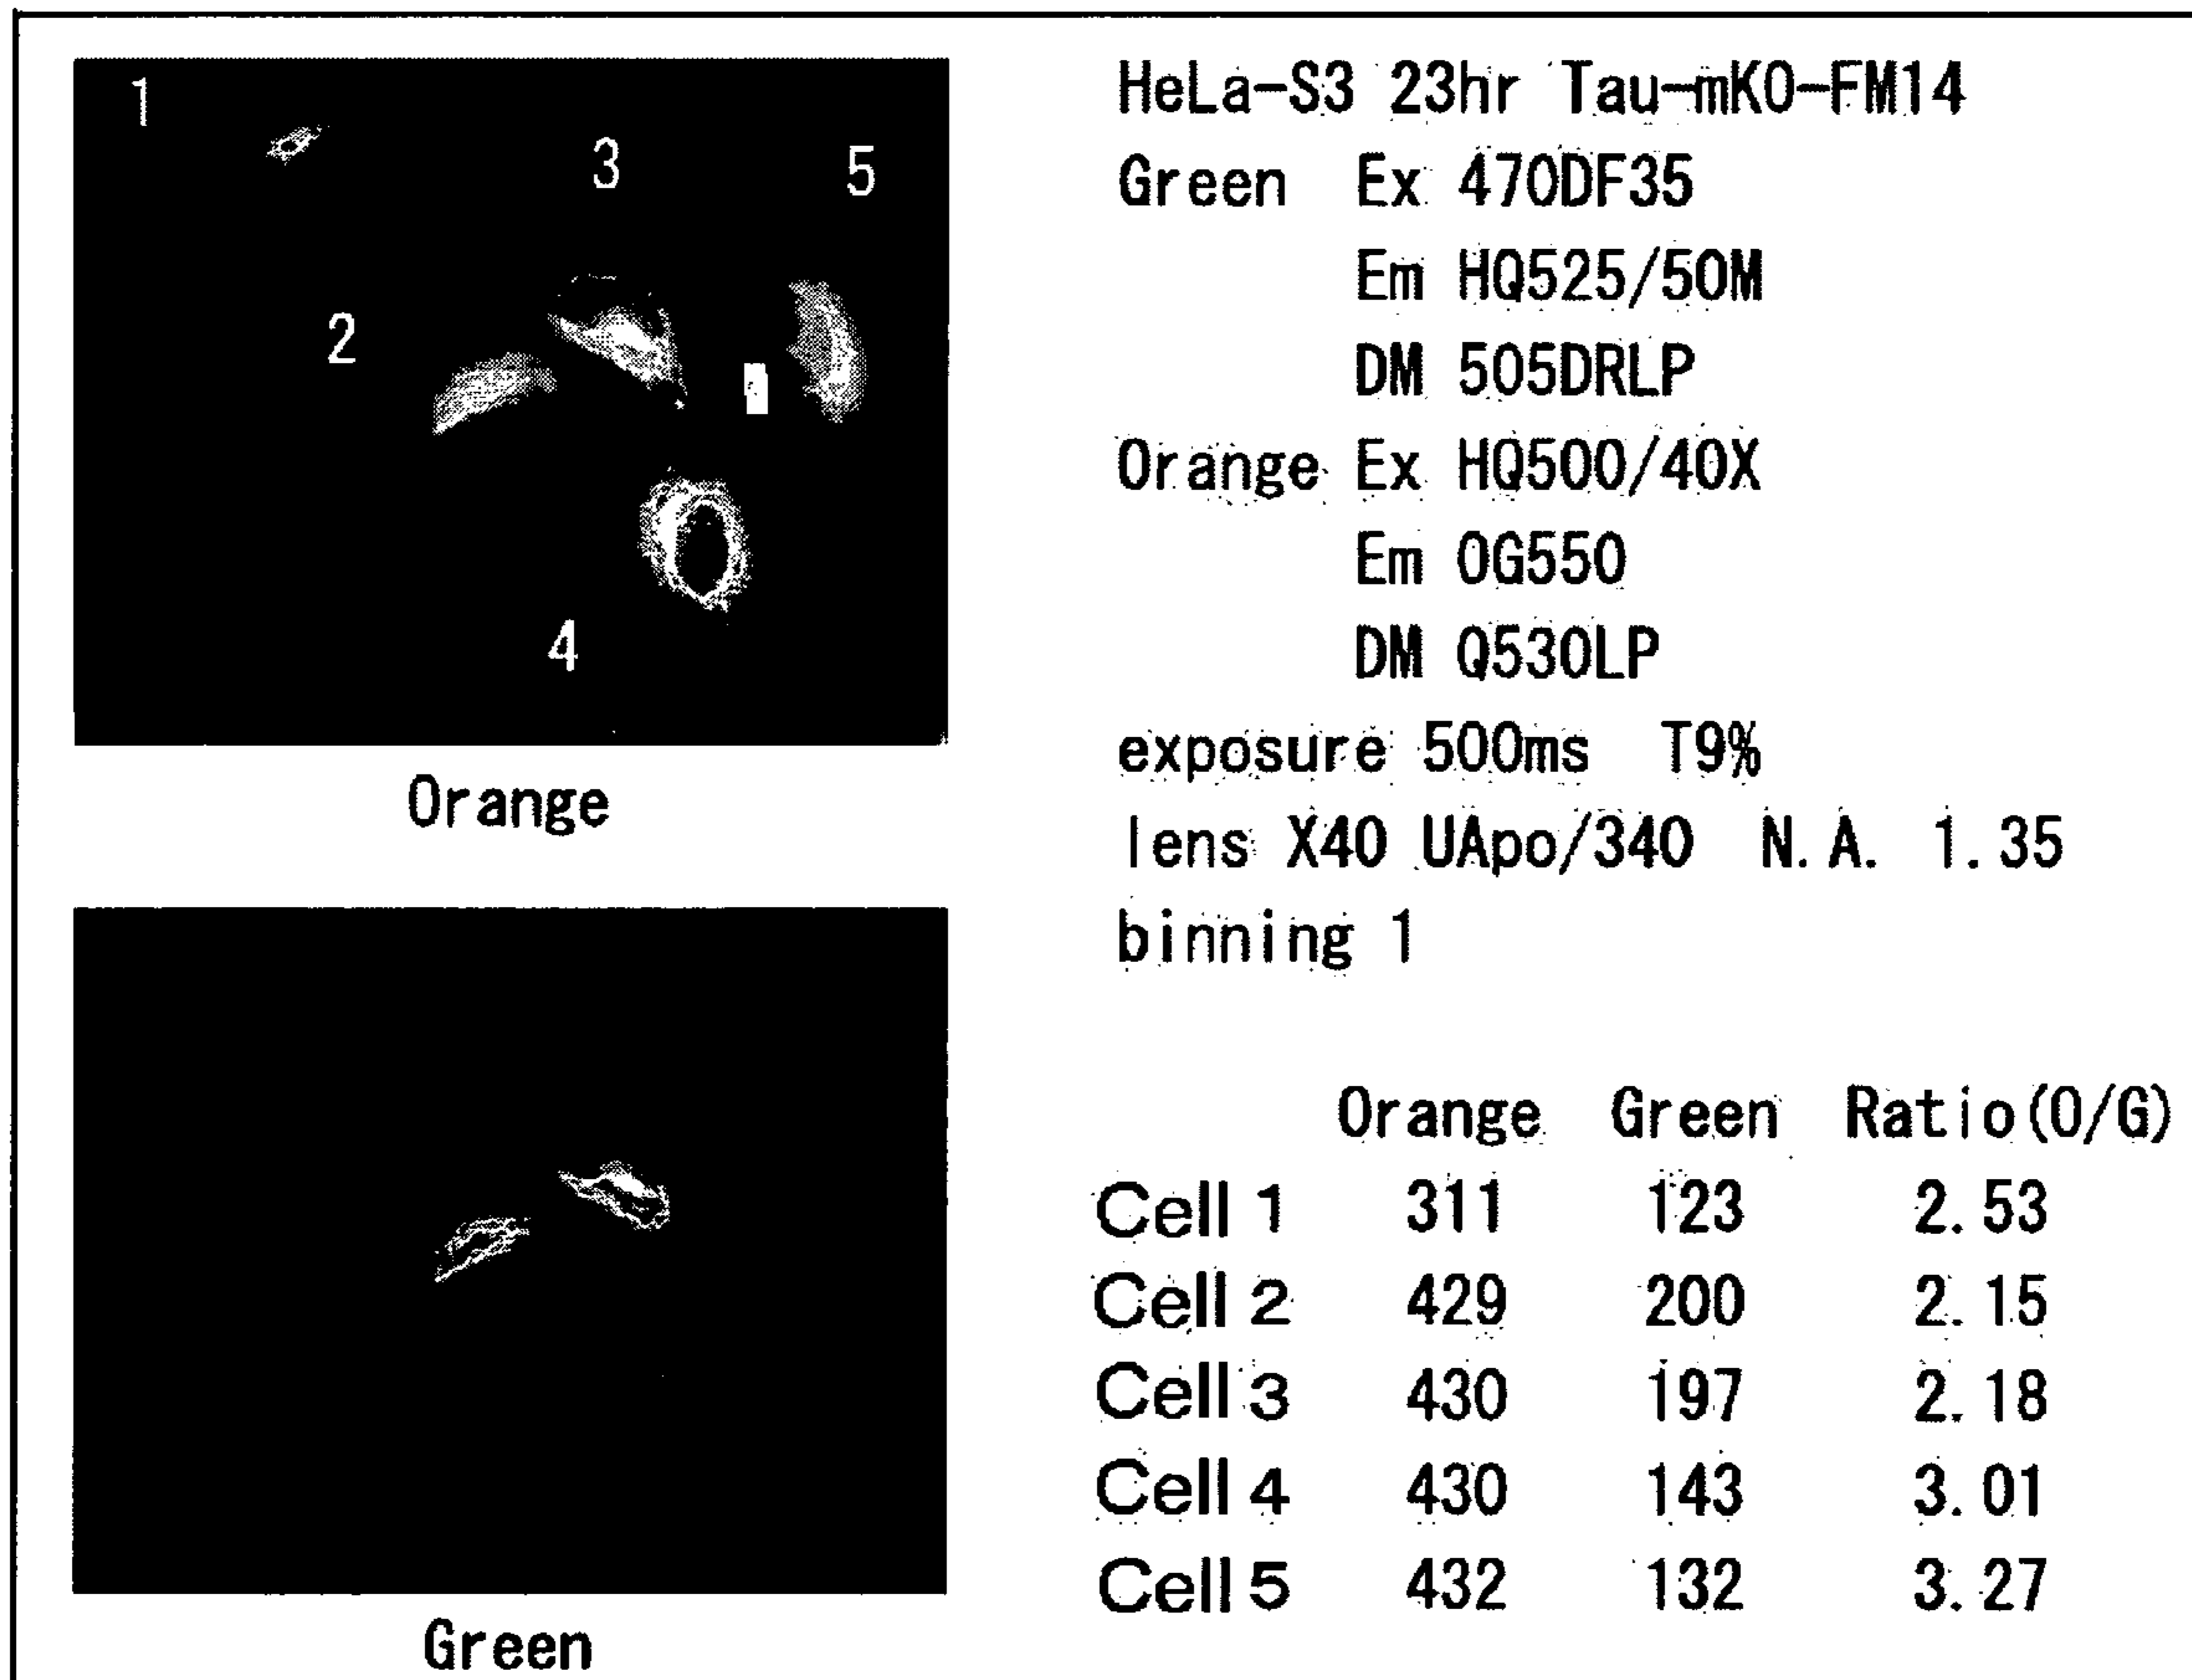 1
3
5
2
4
Orange
Green
HeLa-S3 23hr Tau-mKO-FM14
Green Ex 470DF35
Em HQ525/50M
DM 505DRLP
Orange Ex HQ500/40X
Em OG550
DM Q530LP
exposure 500ms T9%
lens X40 UApo/340 N.A. 1.35
binning 1
Orange Green Ratio(O/G)
Cell 1 311 123 2.53
Cell 2 429 200 2.15
Cell 3 430 197 2.18
Cell 4 430 143 3.01
Cell 5 432 132 3.27